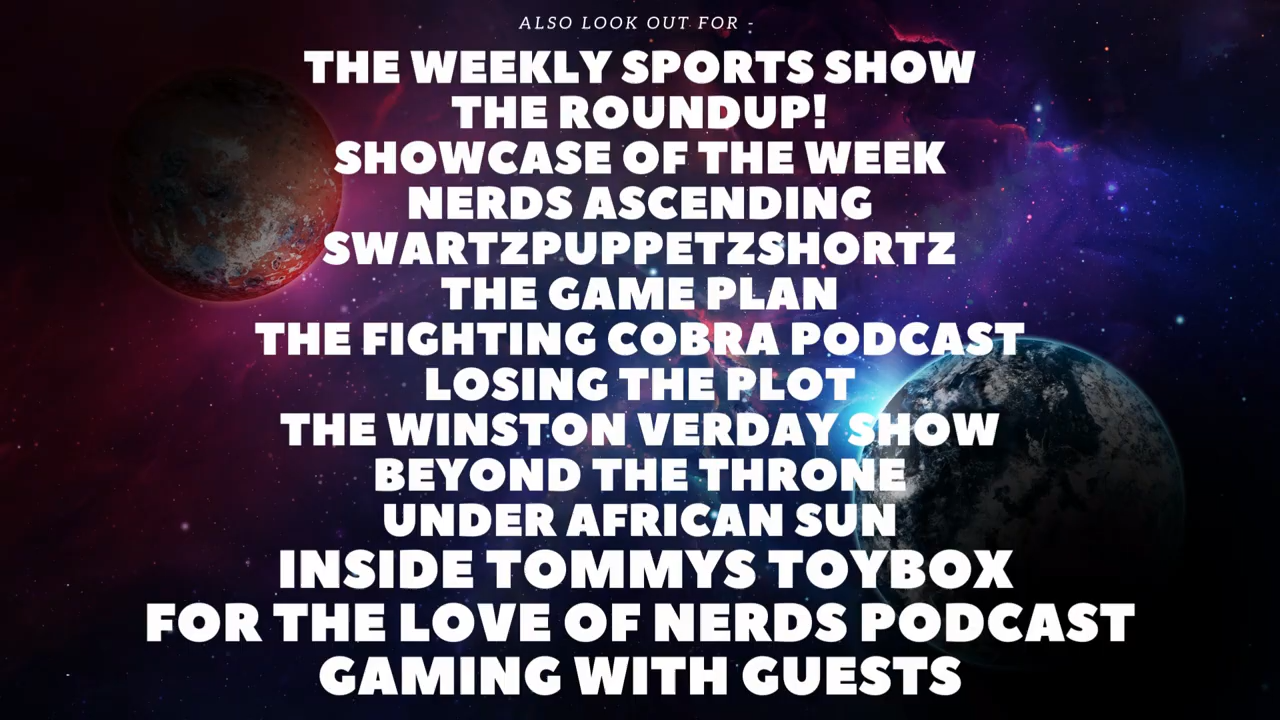 ALSO LOOK OUT FOR -
THE WEEKLY SPORTS SHOW
THE ROUNDUP!
SHOWCASE OF THE WEEK
NERDS ASCENDING
SWARTZPUPPETZSHORTZ
THE GAME PLAN
THE FIGHTING COBRA PODCAST
LOSING THE PLOT
THE WINSTON VERDAY SHOW
BEYOND THE THRONE
UNDER AFRICAN SUN
INSIDE TOMMYS TOYBOX
FOR THE LOVE OF NERDS PODCAST
GAMING WITH GUESTS